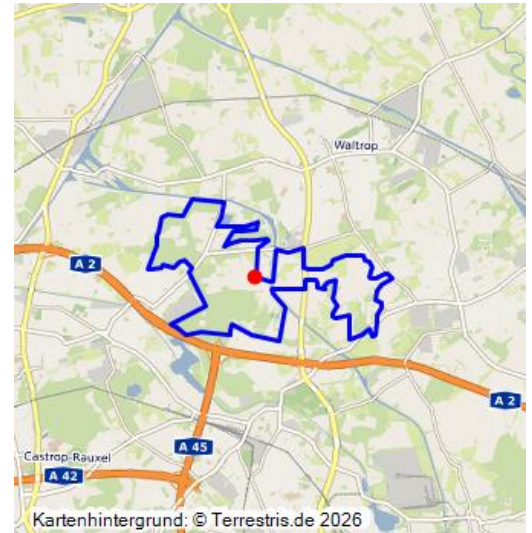 Waltrop
A 2
A 2
A 45
Castrop-Rauxel
A 42
Kartenhintergrund: © Terrestris.de 2026